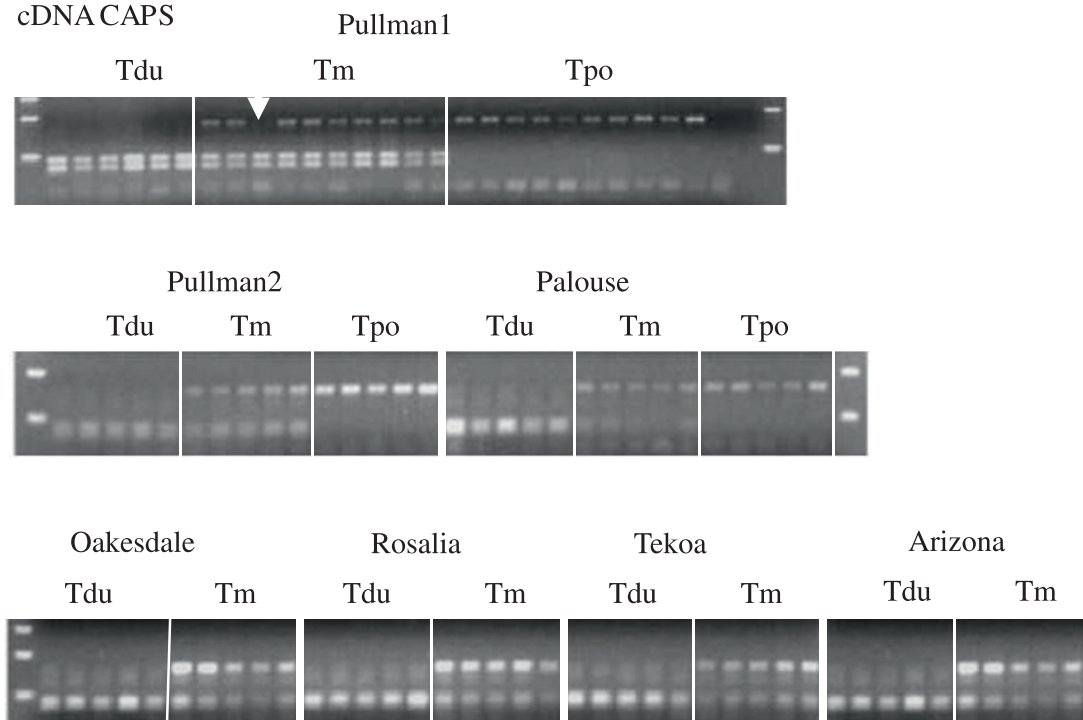 cDNA CAPS
Pullman1
Tdu Tm Tpo
Pullman2 Palouse
Tdu Tm Tpo Tdu Tm Tpo
Oakesdale Rosalia Tekoa Arizona
Tdu Tm Tdu Tm Tdu Tm Tdu Tm